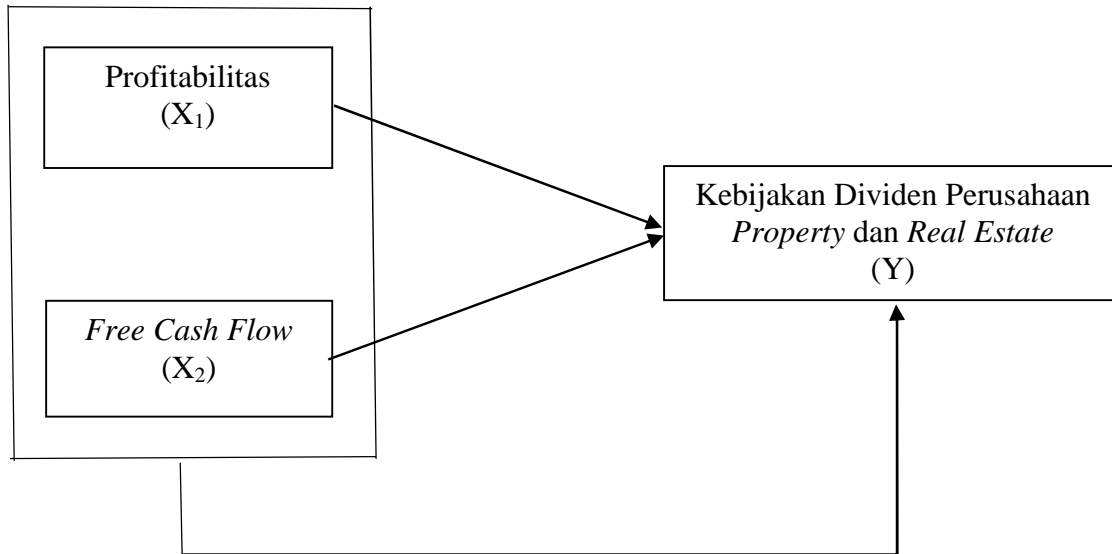 Profitabilitas
(X₁)
Kebijakan Dividen Perusahaan
Property dan Real Estate
(Y)
Free Cash Flow
(X₂)